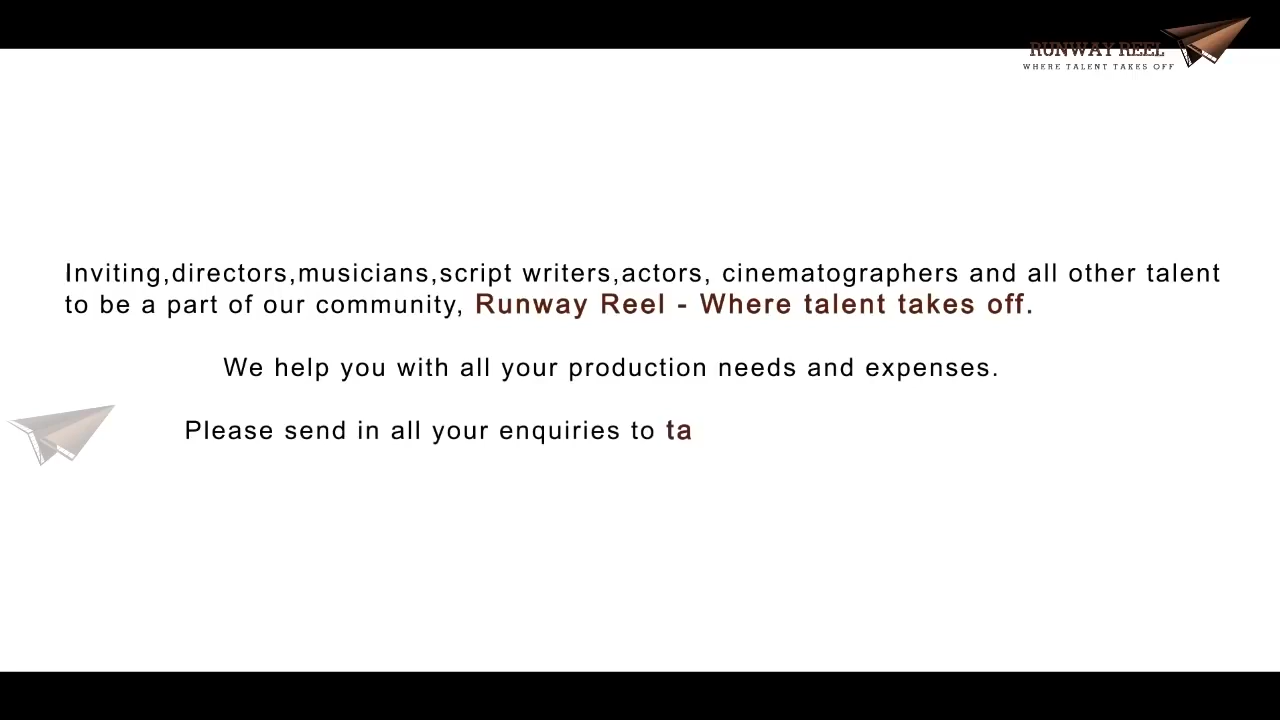 RUNWAY REEL
WHERE TALENT TAKES OFF
Inviting,directors,musicians,script writers,actors, cinematographers and all other talent
to be a part of our community, Runway Reel - Where talent takes off.
We help you with all your production needs and expenses.
Please send in all your enquiries to ta